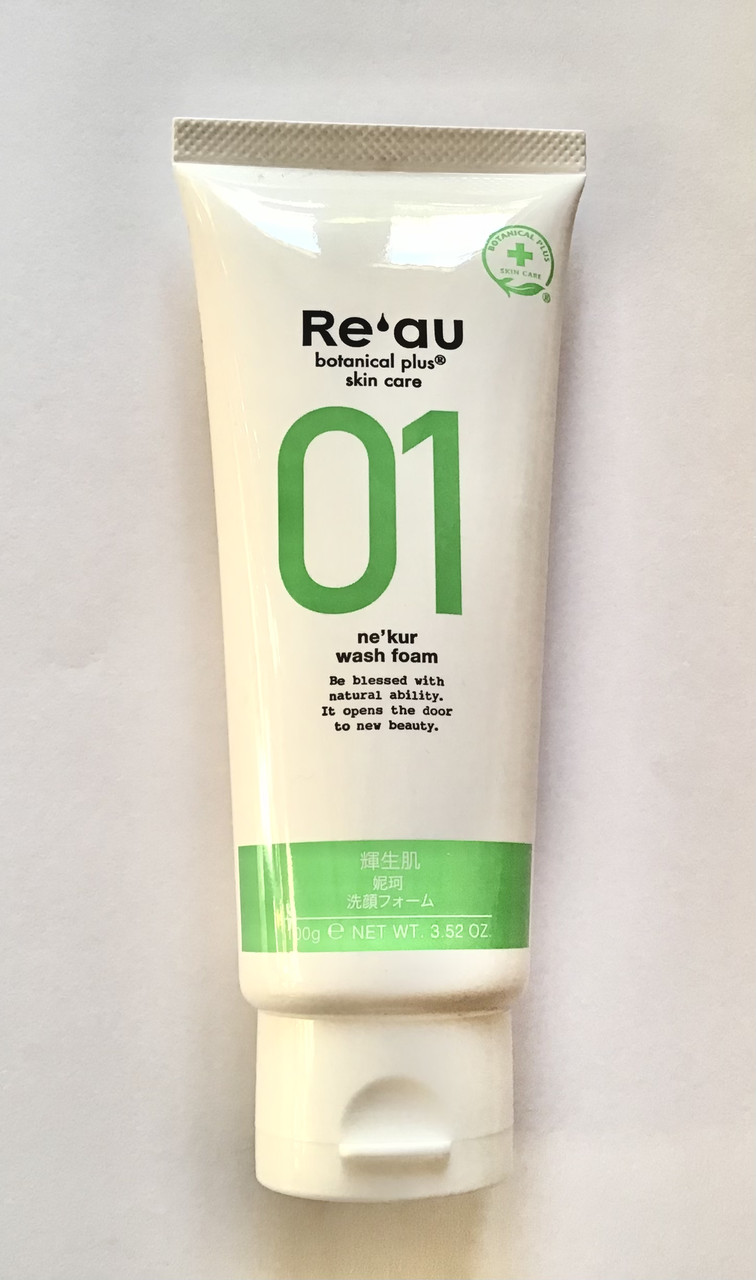 BOTANICAL PLUS
SKIN CARE
®
Re'au
botanical plus®
skin care
01
ne'kur
wash foam
Be blessed with
natural ability.
It opens the door
to new beauty.
輝生肌
妮珂
洗顔フォーム
00g ℮ NET WT. 3.52 OZ.